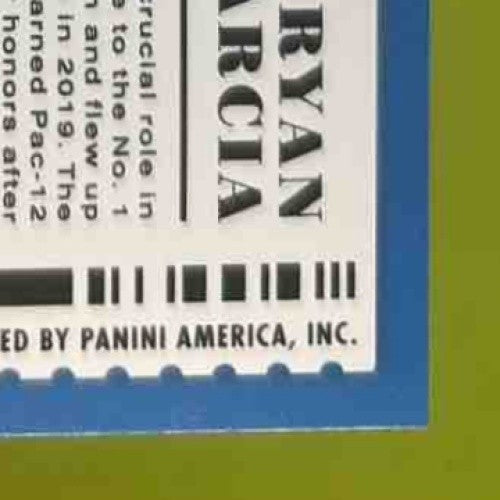 RYAN
ARCIA
crucial role in
to the No. 1
and flew up
in 2019. The
arned Pac-12
honors after
ED BY PANINI AMERICA, INC.